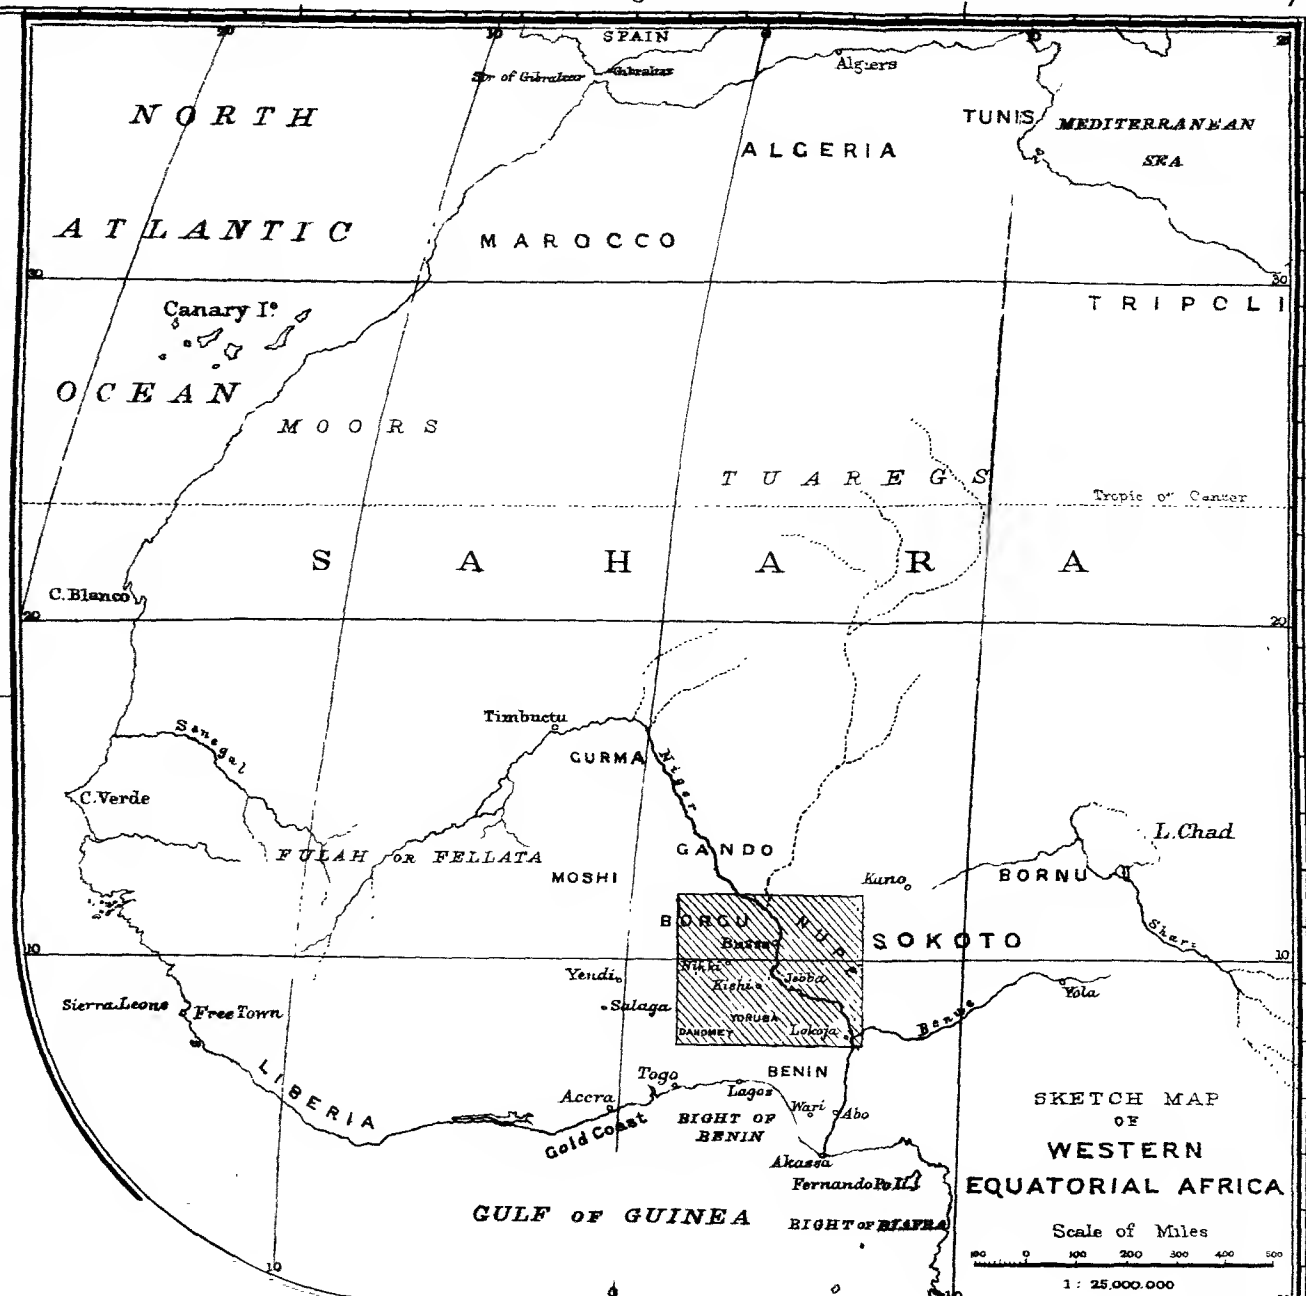 20
10
0
10
20
SPAIN
Str of Gibraltar
Gibraltar
Algiers
NORTH
TUNIS
MEDITERRANEAN
SEA
ALGERIA
ATLANTIC
MAROCCO
30
30
Canary Iˢ
TRIPOLI
OCEAN
MOORS
TUAREGS
Tropic of Cancer
SAHARA
C. Blanco
20
20
Timbuctu
Senegal
GURMA
Niger
C. Verde
L. Chad
FULAH OR FELLATA
GANDO
MOSHI
Kano
BORNU
BORGU
NUPE
Bussa
SOKOTO
Shari
10
10
Yendi
Nikki
Kishi
Jebba
Yola
Sierra Leone
Free Town
Salaga
YORUBA
DAHOMEY
Lokoja
Benue
LIBERIA
Togo
BENIN
Accra
Lagos
Wari
Abo
Gold Coast
BIGHT OF
BENIN
Akassa
Fernando Po I.
GULF OF GUINEA
BIGHT OF BIAFRA
SKETCH MAP
OF
WESTERN
EQUATORIAL AFRICA
Scale of Miles
100 0 100 200 300 400 500
1 : 25,000.000
10
0
10